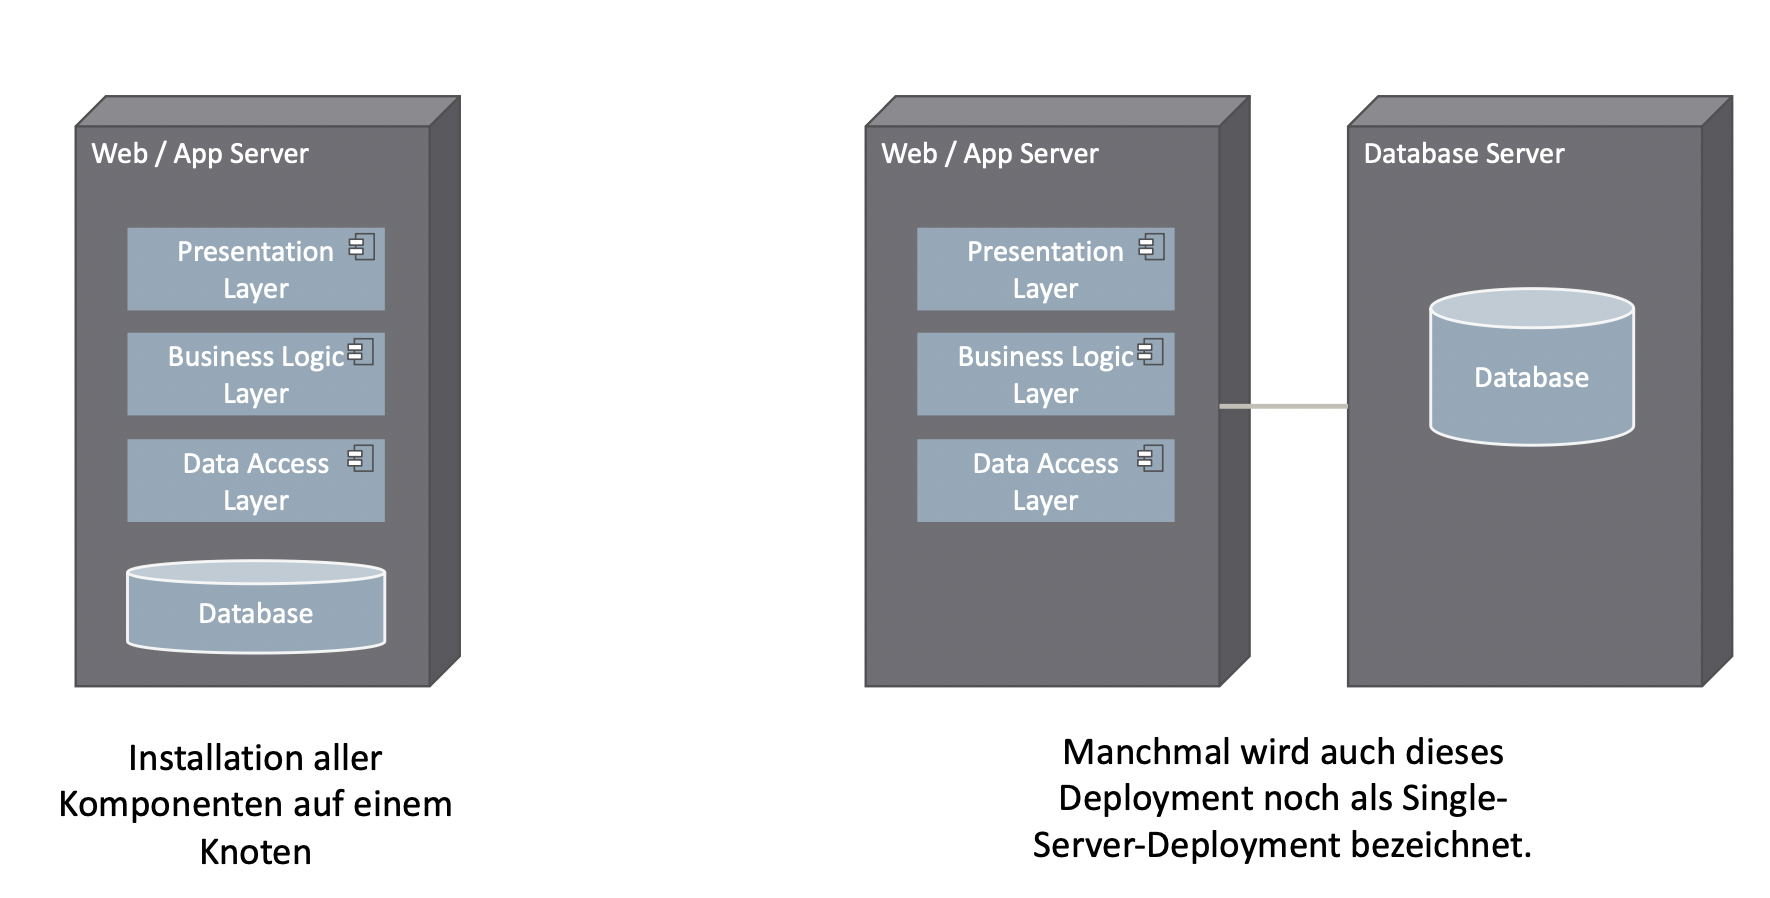 Web / App Server
Presentation
Layer
Business Logic
Layer
Data Access
Layer
Database
Installation aller
Komponenten auf einem
Knoten
Web / App Server
Presentation
Layer
Business Logic
Layer
Data Access
Layer
Database Server
Database
Manchmal wird auch dieses
Deployment noch als Single-
Server-Deployment bezeichnet.